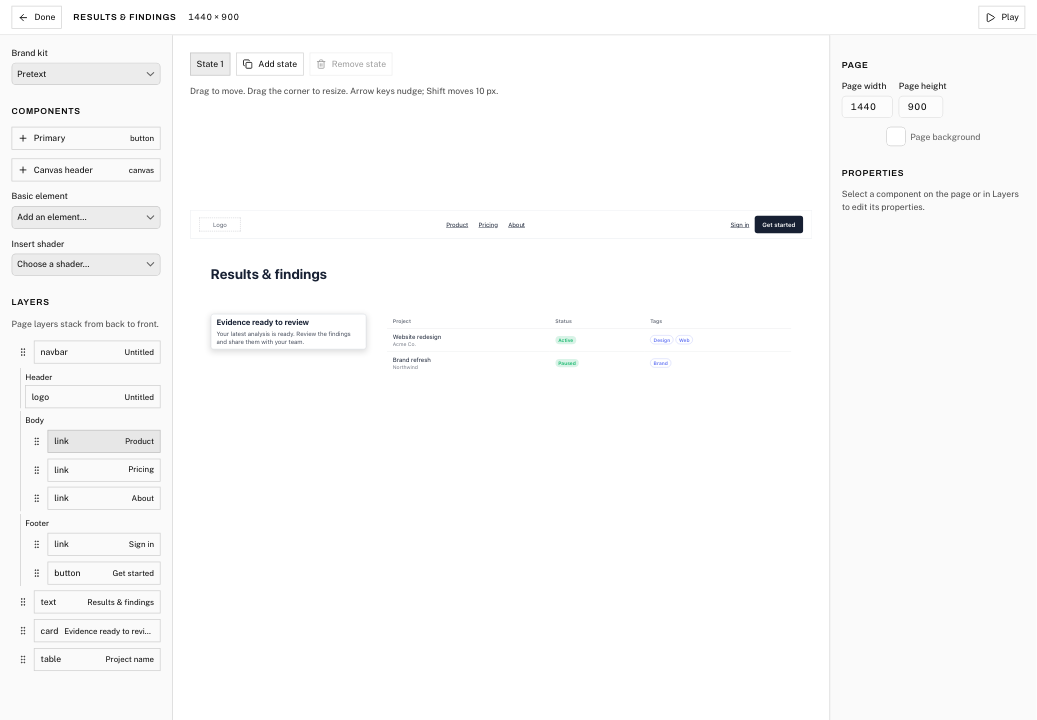 Done
RESULTS & FINDINGS
1440 × 900
Play
Brand kit
Pretext
COMPONENTS
Primary button
Canvas header canvas
Basic element
Add an element...
Insert shader
Choose a shader...
LAYERS
Page layers stack from back to front.
navbar Untitled
Header
logo Untitled
Body
link Product
link Pricing
link About
Footer
link Sign in
button Get started
text Results & findings
card Evidence ready to revi...
table Project name
State 1
Add state
Remove state
Drag to move. Drag the corner to resize. Arrow keys nudge; Shift moves 10 px.
Logo
Product Pricing About
Sign in
Get started
Results & findings
Evidence ready to review
Your latest analysis is ready. Review the findings
and share them with your team.
Project Status Tags
Website redesign
Acme Co.
Active
Design Web
Brand refresh
Northwind
Paused
Brand
PAGE
Page width Page height
1440 900
Page background
PROPERTIES
Select a component on the page or in Layers
to edit its properties.